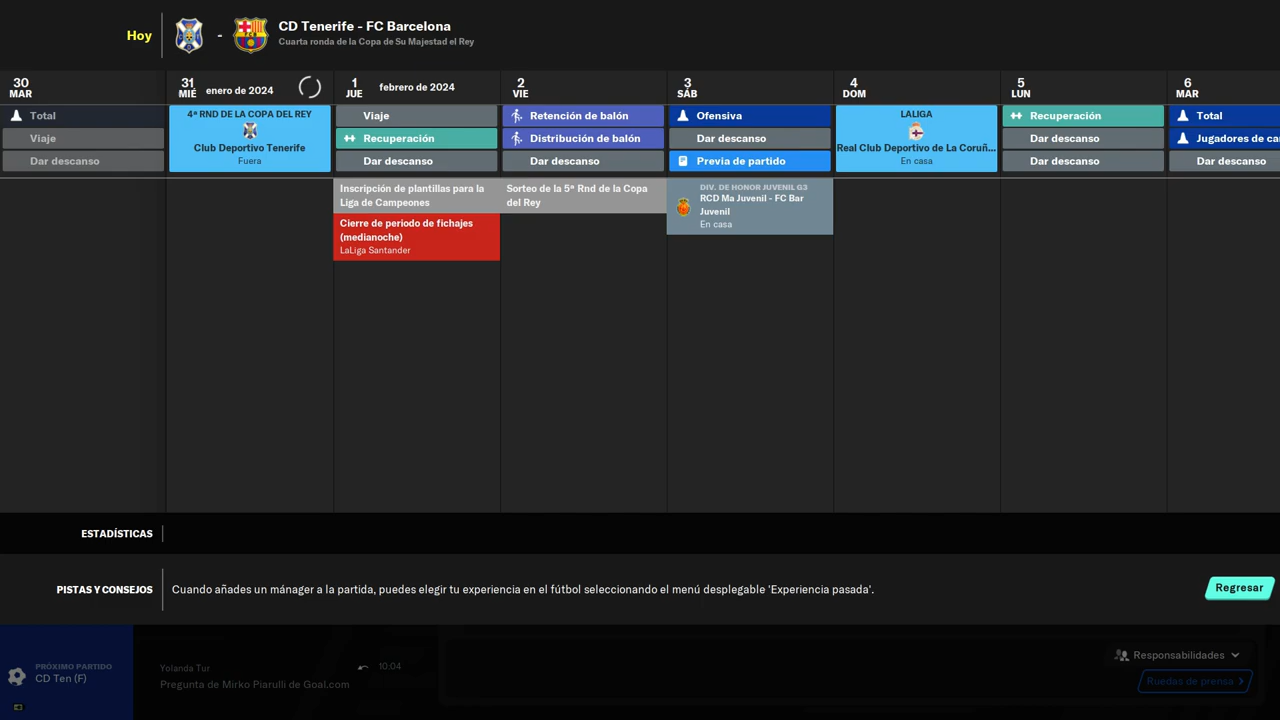 Hoy
-
CD Tenerife - FC Barcelona
Cuarta ronda de la Copa de Su Majestad el Rey
30
MAR
31
MIÉ
enero de 2024
1
JUE
febrero de 2024
2
VIE
3
SÁB
4
DOM
5
LUN
6
MAR
Total
Viaje
Dar descanso
4ª RND DE LA COPA DEL REY
Club Deportivo Tenerife
Fuera
Viaje
Recuperación
Dar descanso
Retención de balón
Distribución de balón
Dar descanso
Ofensiva
Dar descanso
Previa de partido
LALIGA
Real Club Deportivo de La Coruñ...
En casa
Recuperación
Dar descanso
Dar descanso
Total
Jugadores de ca
Dar descanso
Inscripción de plantillas para la
Liga de Campeones
Cierre de periodo de fichajes
(medianoche)
LaLiga Santander
Sorteo de la 5ª Rnd de la Copa
del Rey
DIV. DE HONOR JUVENIL G3
RCD Ma Juvenil - FC Bar
Juvenil
En casa
ESTADÍSTICAS
PISTAS Y CONSEJOS
Cuando añades un mánager a la partida, puedes elegir tu experiencia en el fútbol seleccionando el menú desplegable 'Experiencia pasada'.
Regresar
PRÓXIMO PARTIDO
CD Ten (F)
Yolanda Tur
10:04
Pregunta de Mirko Piarulli de Goal.com
Responsabilidades
Ruedas de prensa